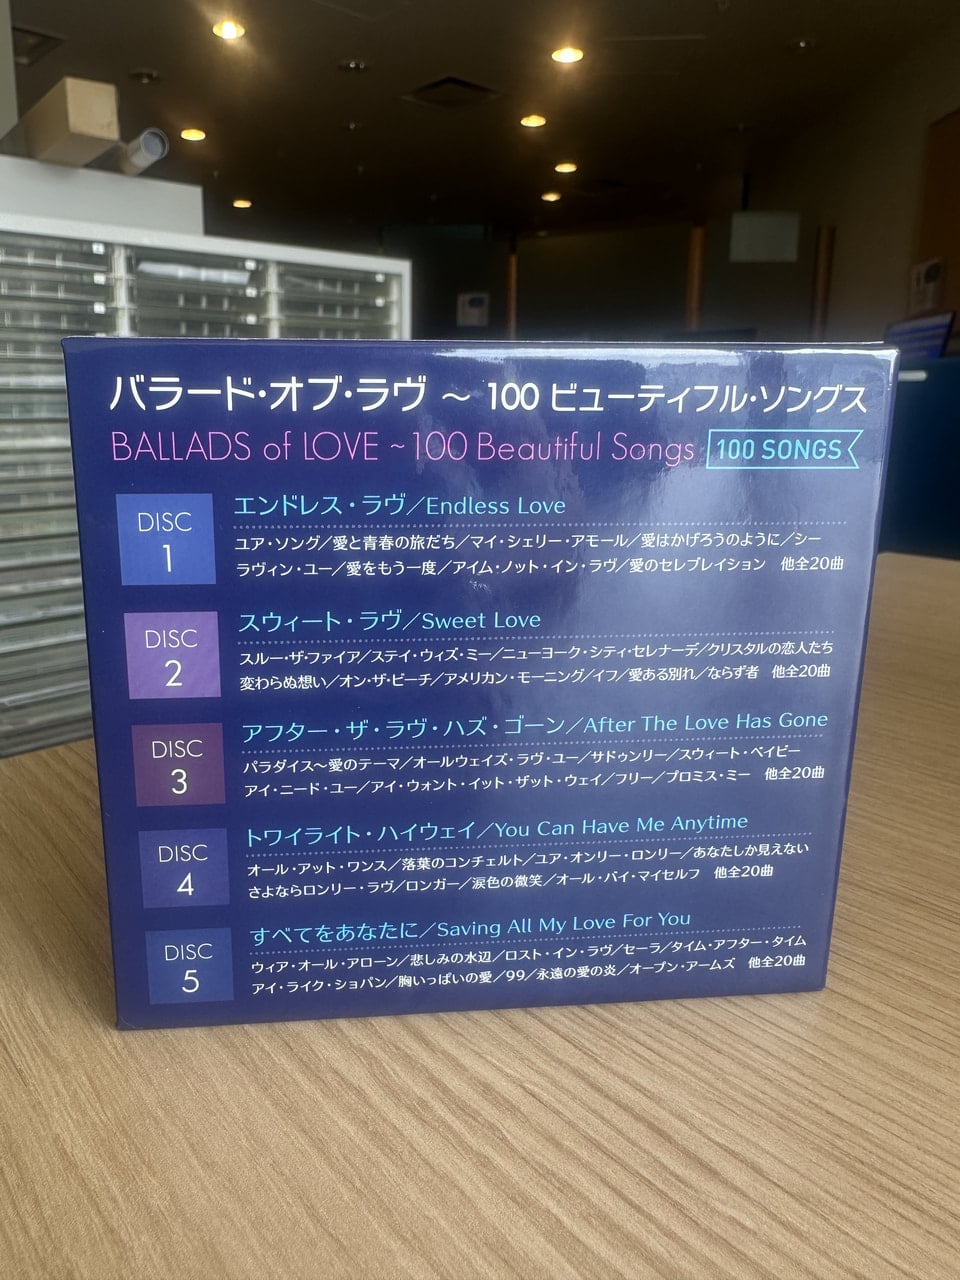 バラード・オブ・ラヴ ～ 100 ビューティフル・ソングス
BALLADS of LOVE ~100 Beautiful Songs 100 SONGS
DISC 1
エンドレス・ラヴ／Endless Love
ユア・ソング／愛と青春の旅だち／マイ・シェリー・アモール／愛はかげろうのように／シー
ラヴィン・ユー／愛をもう一度／アイム・ノット・イン・ラヴ／愛のセレブレイション 他全20曲
DISC 2
スウィート・ラヴ／Sweet Love
スルー・ザ・ファイア／ステイ・ウィズ・ミー／ニューヨーク・シティ・セレナーデ／クリスタルの恋人たち
変わらぬ想い／オン・ザ・ビーチ／アメリカン・モーニング／イフ／愛ある別れ／ならず者 他全20曲
DISC 3
アフター・ザ・ラヴ・ハズ・ゴーン／After The Love Has Gone
パラダイス～愛のテーマ／オールウェイズ・ラヴ・ユー／サドゥンリー／スウィート・ベイビー
アイ・ニード・ユー／アイ・ウォント・イット・ザット・ウェイ／フリー／プロミス・ミー 他全20曲
DISC 4
トワイライト・ハイウェイ／You Can Have Me Anytime
オール・アット・ワンス／落葉のコンチェルト／ユア・オンリー・ロンリー／あなたしか見えない
さよならロンリー・ラヴ／ロンガー／涙色の微笑／オール・バイ・マイセルフ 他全20曲
DISC 5
すべてをあなたに／Saving All My Love For You
ウィア・オール・アローン／悲しみの水辺／ロスト・イン・ラヴ／セーラ／タイム・アフター・タイム
アイ・ライク・ショパン／胸いっぱいの愛／99／永遠の愛の炎／オープン・アームズ 他全20曲